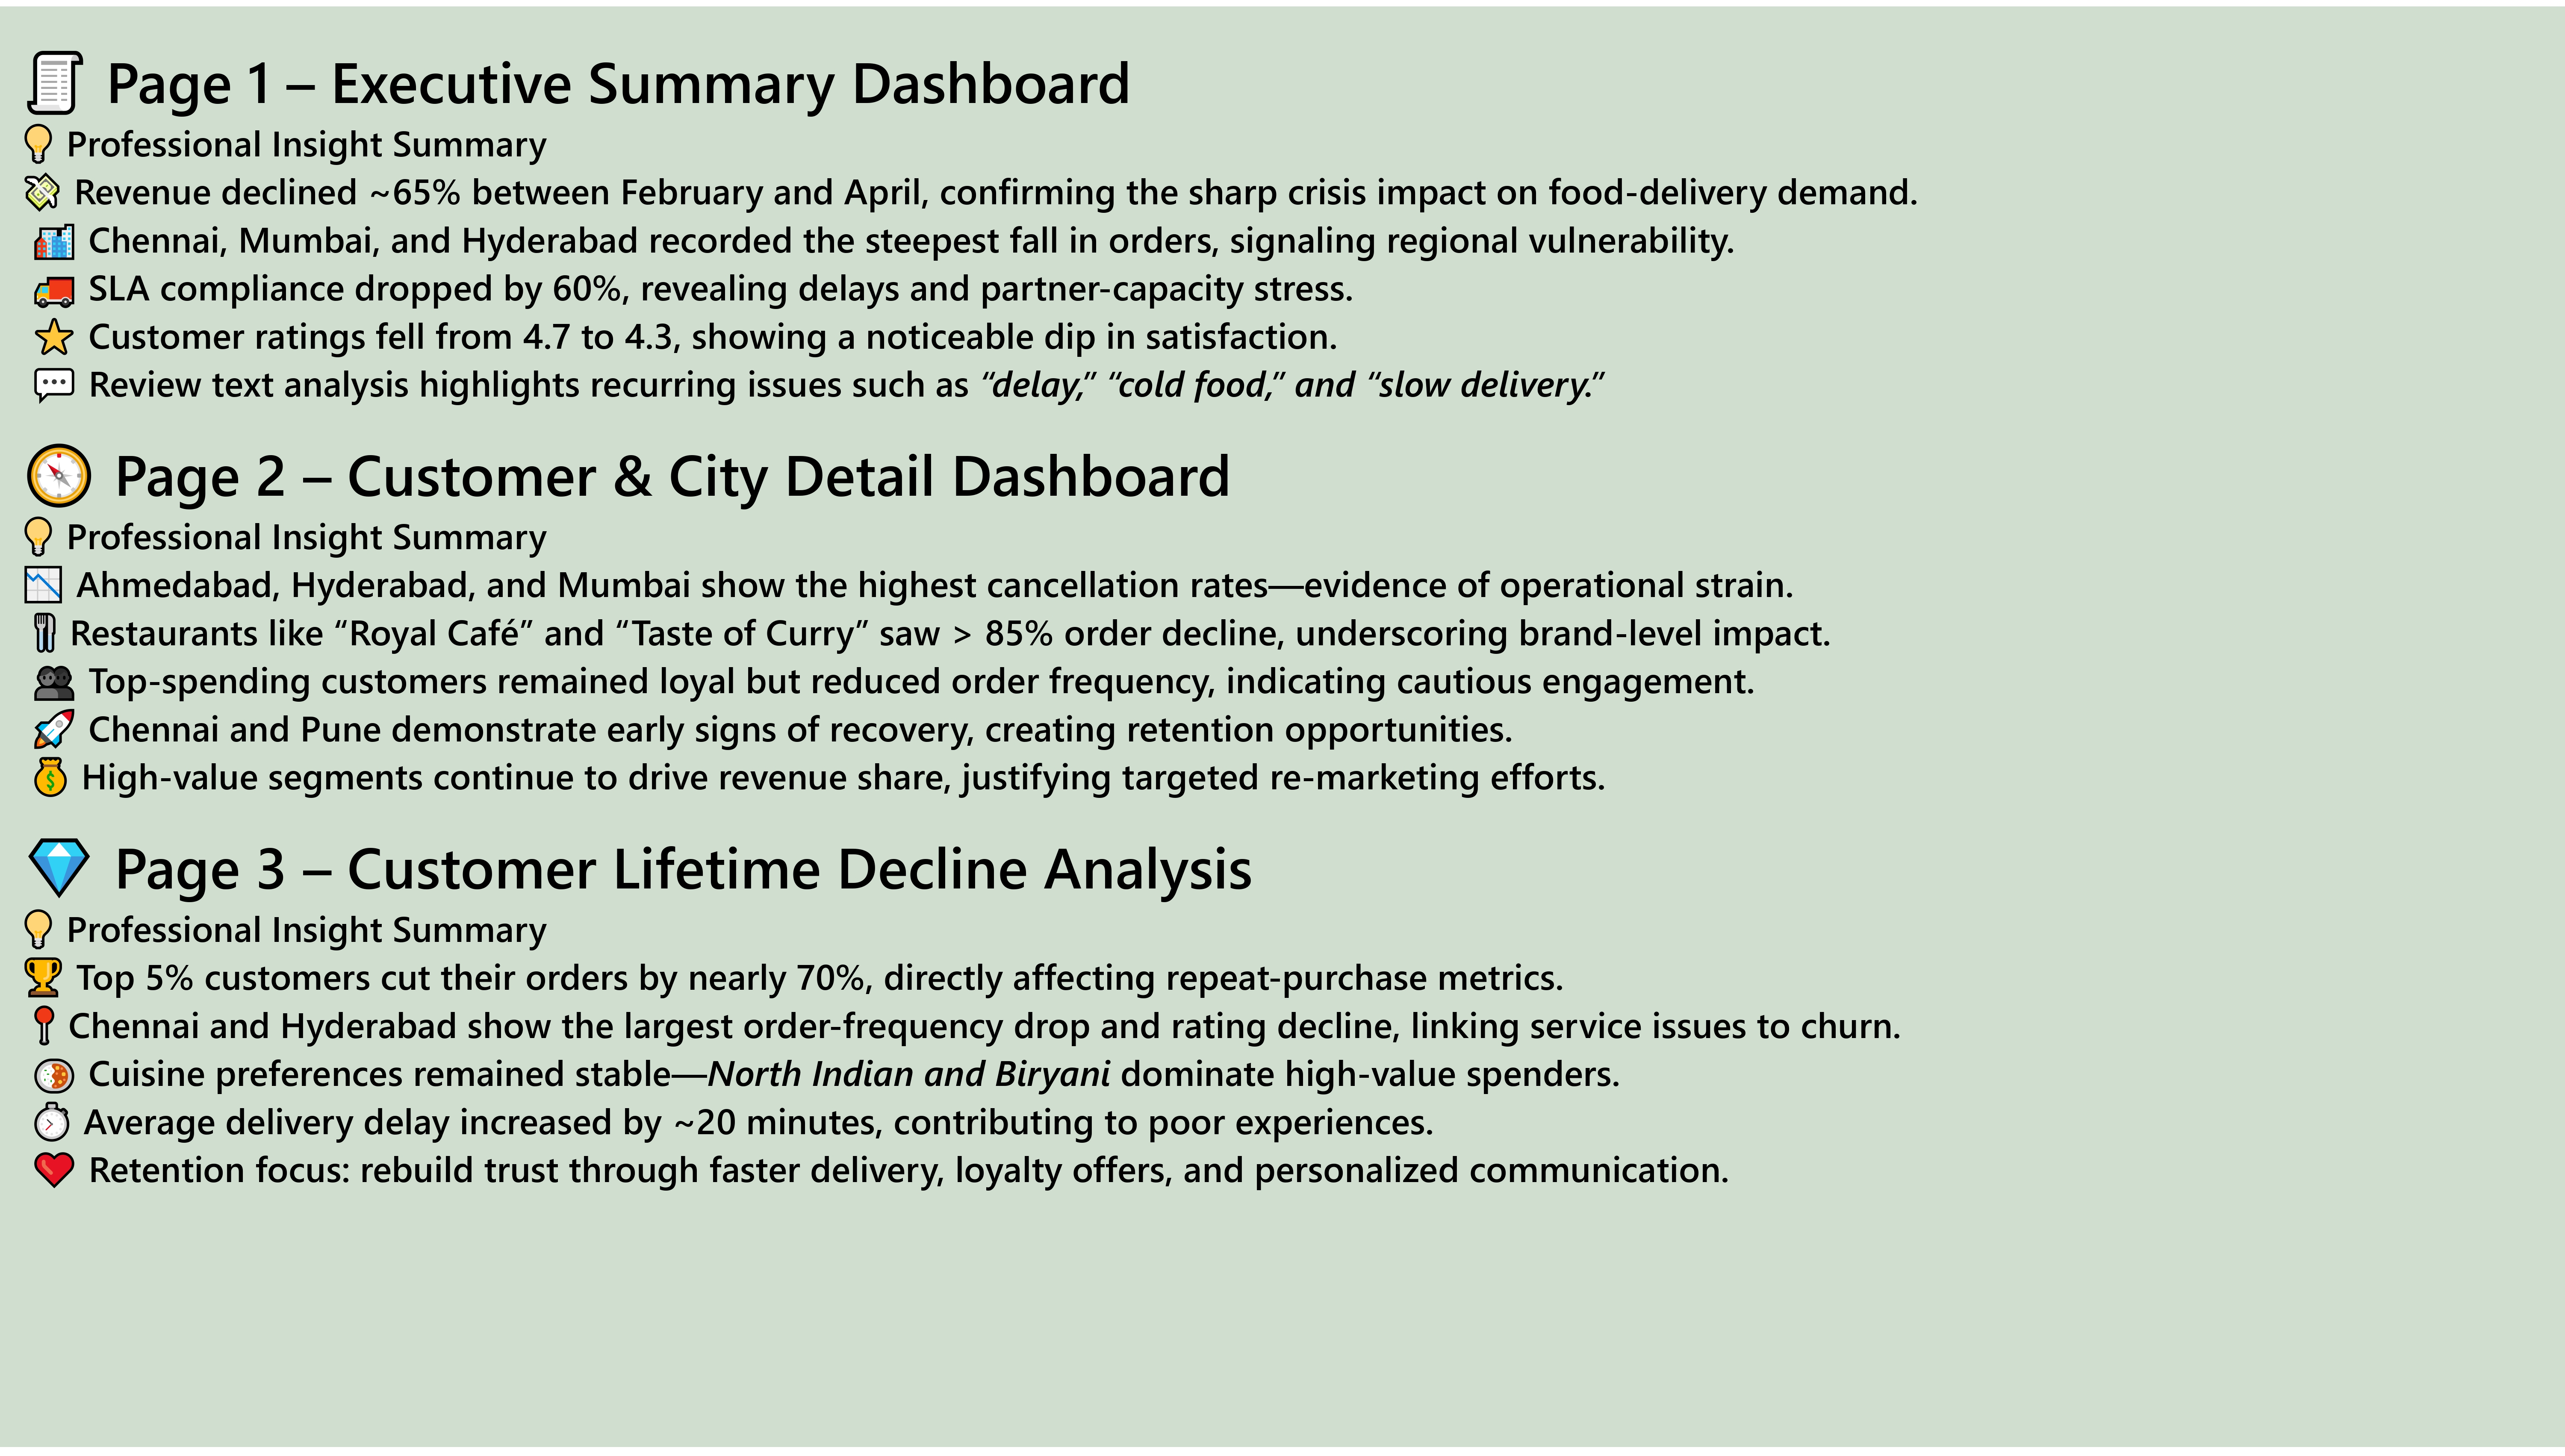 Page 1 – Executive Summary Dashboard
Professional Insight Summary
Revenue declined ~65% between February and April, confirming the sharp crisis impact on food-delivery demand.
Chennai, Mumbai, and Hyderabad recorded the steepest fall in orders, signaling regional vulnerability.
SLA compliance dropped by 60%, revealing delays and partner-capacity stress.
Customer ratings fell from 4.7 to 4.3, showing a noticeable dip in satisfaction.
Review text analysis highlights recurring issues such as “delay,” “cold food,” and “slow delivery.”
Page 2 – Customer & City Detail Dashboard
Professional Insight Summary
Ahmedabad, Hyderabad, and Mumbai show the highest cancellation rates—evidence of operational strain.
Restaurants like “Royal Café” and “Taste of Curry” saw > 85% order decline, underscoring brand-level impact.
Top-spending customers remained loyal but reduced order frequency, indicating cautious engagement.
Chennai and Pune demonstrate early signs of recovery, creating retention opportunities.
High-value segments continue to drive revenue share, justifying targeted re-marketing efforts.
Page 3 – Customer Lifetime Decline Analysis
Professional Insight Summary
Top 5% customers cut their orders by nearly 70%, directly affecting repeat-purchase metrics.
Chennai and Hyderabad show the largest order-frequency drop and rating decline, linking service issues to churn.
Cuisine preferences remained stable—North Indian and Biryani dominate high-value spenders.
Average delivery delay increased by ~20 minutes, contributing to poor experiences.
Retention focus: rebuild trust through faster delivery, loyalty offers, and personalized communication.